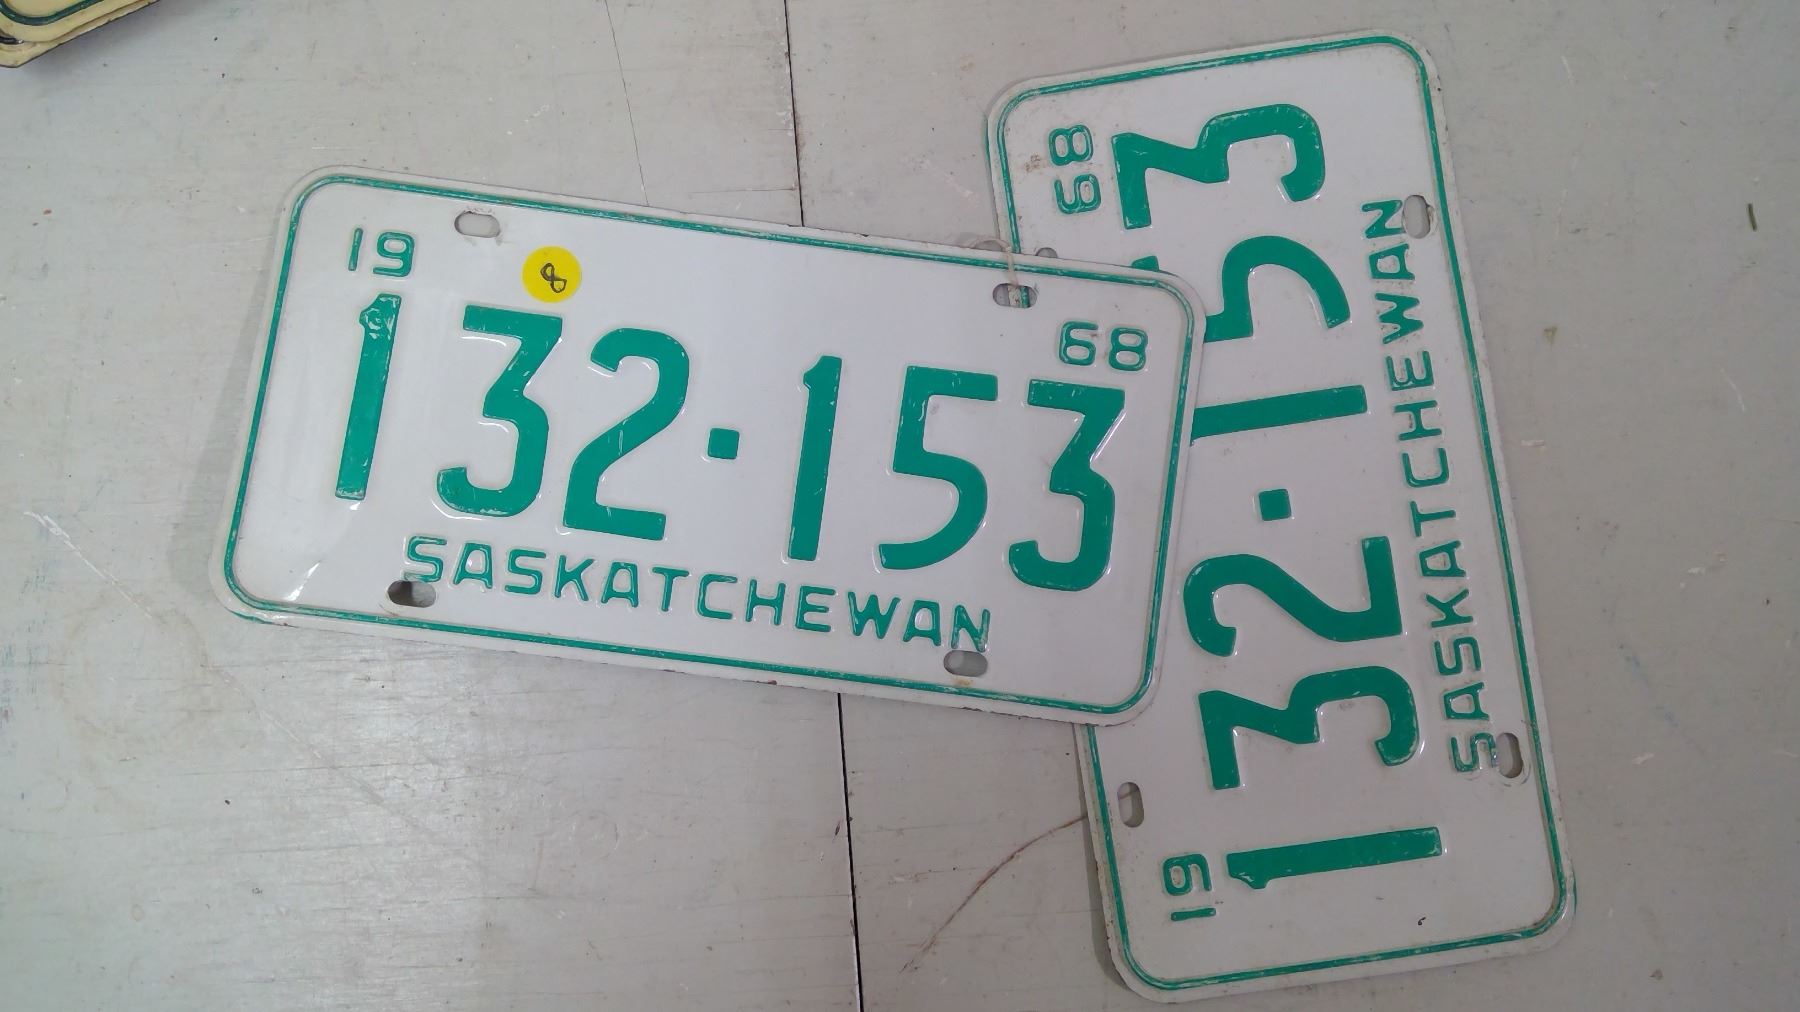 19 68
8
132·153
SASKATCHEWAN
19 68
132·153
SASKATCHEWAN